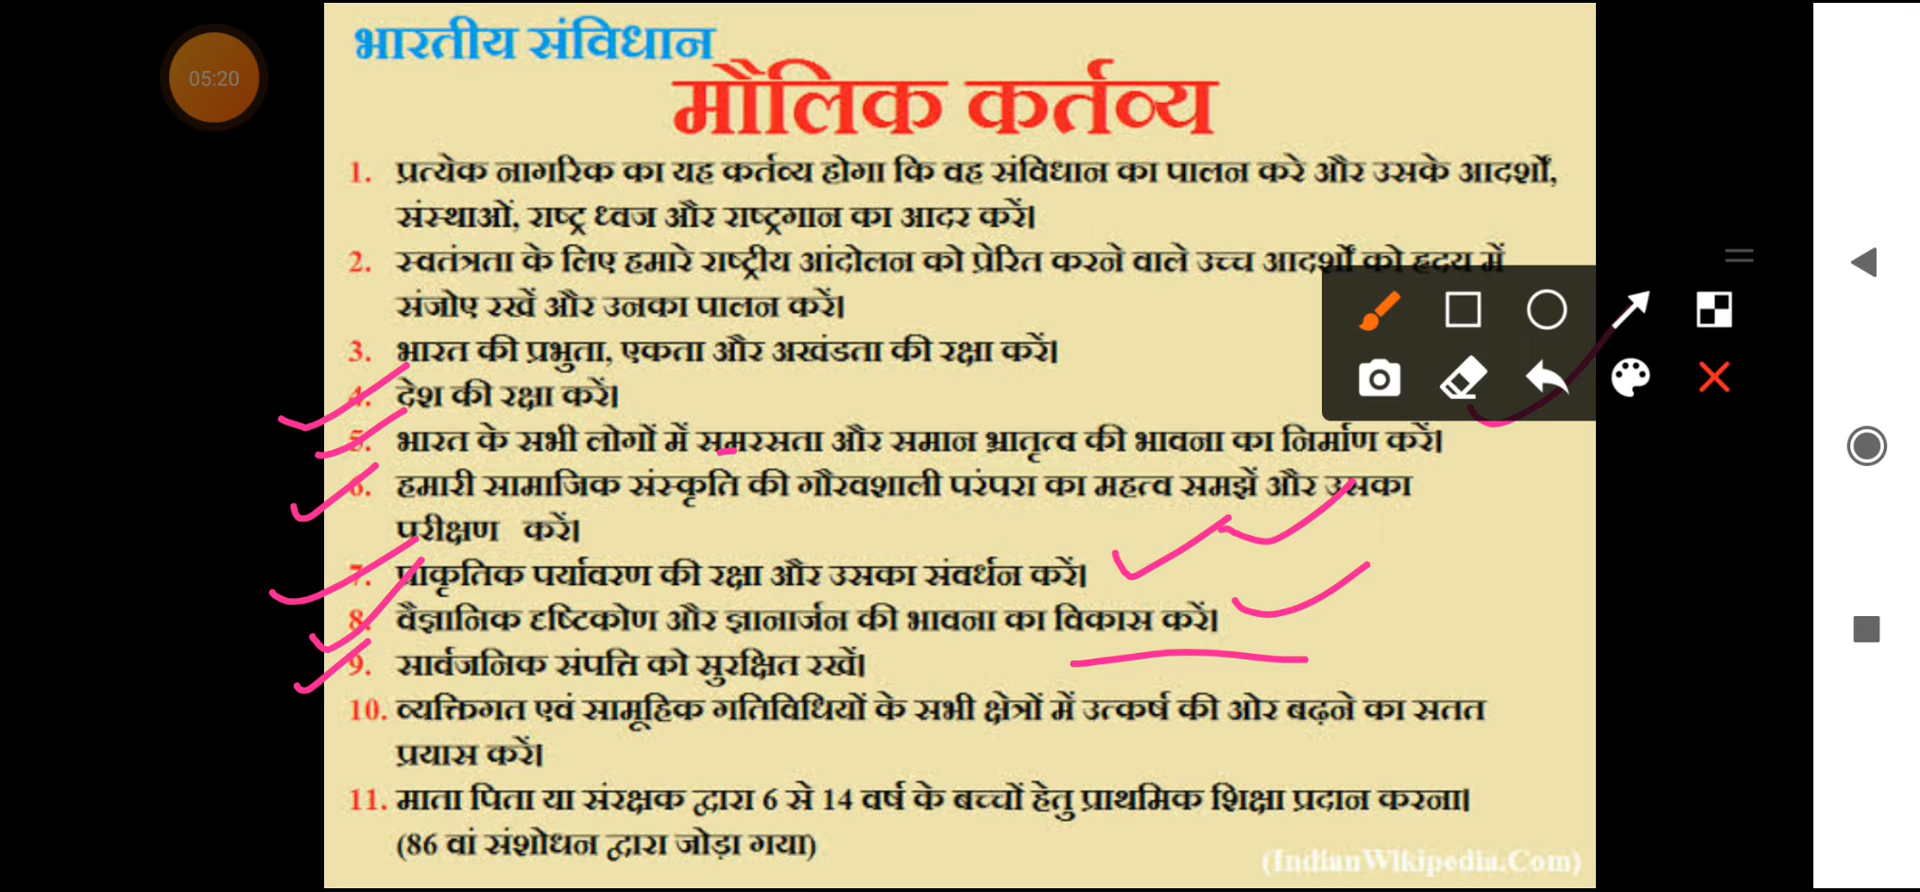 05:20
भारतीय संविधान
मौलिक कर्तव्य
1. प्रत्येक नागरिक का यह कर्तव्य होगा कि वह संविधान का पालन करे और उसके आदर्शों,
संस्थाओं, राष्ट्र ध्वज और राष्ट्रगान का आदर करें।
2. स्वतंत्रता के लिए हमारे राष्ट्रीय आंदोलन को प्रेरित करने वाले उच्च आदर्शों को हृदय में
संजोए रखें और उनका पालन करें।
3. भारत की प्रभुता, एकता और अखंडता की रक्षा करें।
4. देश की रक्षा करें।
5. भारत के सभी लोगों में समरसता और समान भ्रातृत्व की भावना का निर्माण करें।
6. हमारी सामाजिक संस्कृति की गौरवशाली परंपरा का महत्व समझें और उसका
परीक्षण करें।
7. प्राकृतिक पर्यावरण की रक्षा और उसका संवर्धन करें।
8. वैज्ञानिक दृष्टिकोण और ज्ञानार्जन की भावना का विकास करें।
9. सार्वजनिक संपत्ति को सुरक्षित रखें।
10. व्यक्तिगत एवं सामूहिक गतिविधियों के सभी क्षेत्रों में उत्कर्ष की ओर बढ़ने का सतत
प्रयास करें।
11. माता पिता या संरक्षक द्वारा 6 से 14 वर्ष के बच्चों हेतु प्राथमिक शिक्षा प्रदान करना।
(86 वां संशोधन द्वारा जोड़ा गया)
(IndianWikipedia.Com)